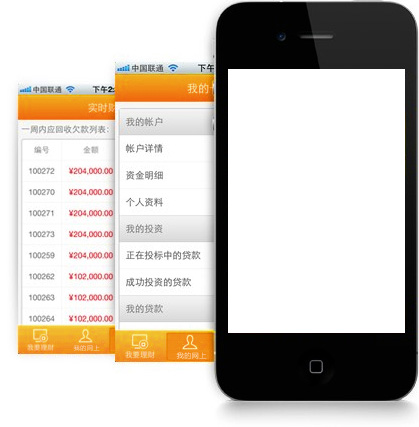 中国联通 下午2:
实时财
一周内应回收欠款列表:
编号 金额
100272 ¥204,000.00
100270 ¥204,000.00
100271 ¥204,000.00
100273 ¥204,000.00
100259 ¥204,000.00
100262 ¥102,000.00
100263 ¥102,000.00
100264 ¥102,000.00
我要理财 我的网上
中国联通 下午
我的
我的帐户
帐户详情
资金明细
个人资料
我的投资
正在投标中的贷款
成功投资的贷款
我的贷款
我要理财 我的网上